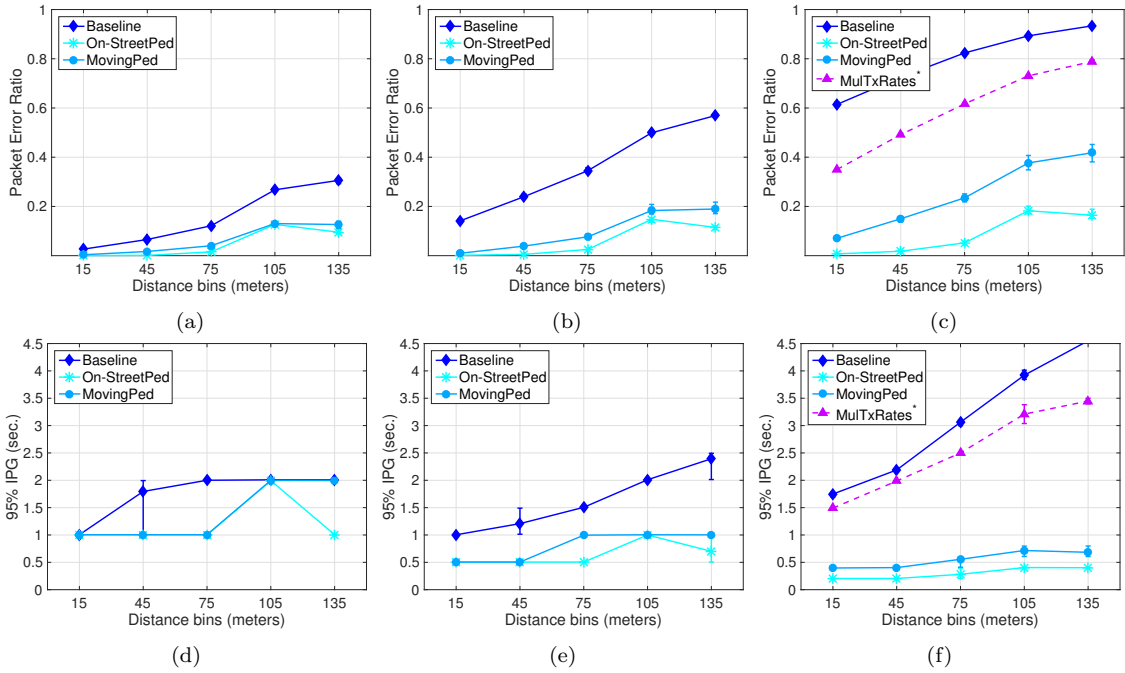 1
0.8
0.6
0.4
0.2
Packet Error Ratio
Baseline
On-StreetPed
MovingPed
15 45 75 105 135
Distance bins (meters)
(a)
1
0.8
0.6
0.4
0.2
Packet Error Ratio
Baseline
On-StreetPed
MovingPed
15 45 75 105 135
Distance bins (meters)
(b)
1
0.8
0.6
0.4
0.2
Packet Error Ratio
Baseline
On-StreetPed
MovingPed
MulTxRates*
15 45 75 105 135
Distance bins (meters)
(c)
4.5
4
3.5
3
2.5
2
1.5
1
0.5
0
95% IPG (sec.)
Baseline
On-StreetPed
MovingPed
15 45 75 105 135
Distance bins (meters)
(d)
4.5
4
3.5
3
2.5
2
1.5
1
0.5
0
95% IPG (sec.)
Baseline
On-StreetPed
MovingPed
15 45 75 105 135
Distance bins (meters)
(e)
4.5
4
3.5
3
2.5
2
1.5
1
0.5
0
95% IPG (sec.)
Baseline
On-StreetPed
MovingPed
MulTxRates*
15 45 75 105 135
Distance bins (meters)
(f)